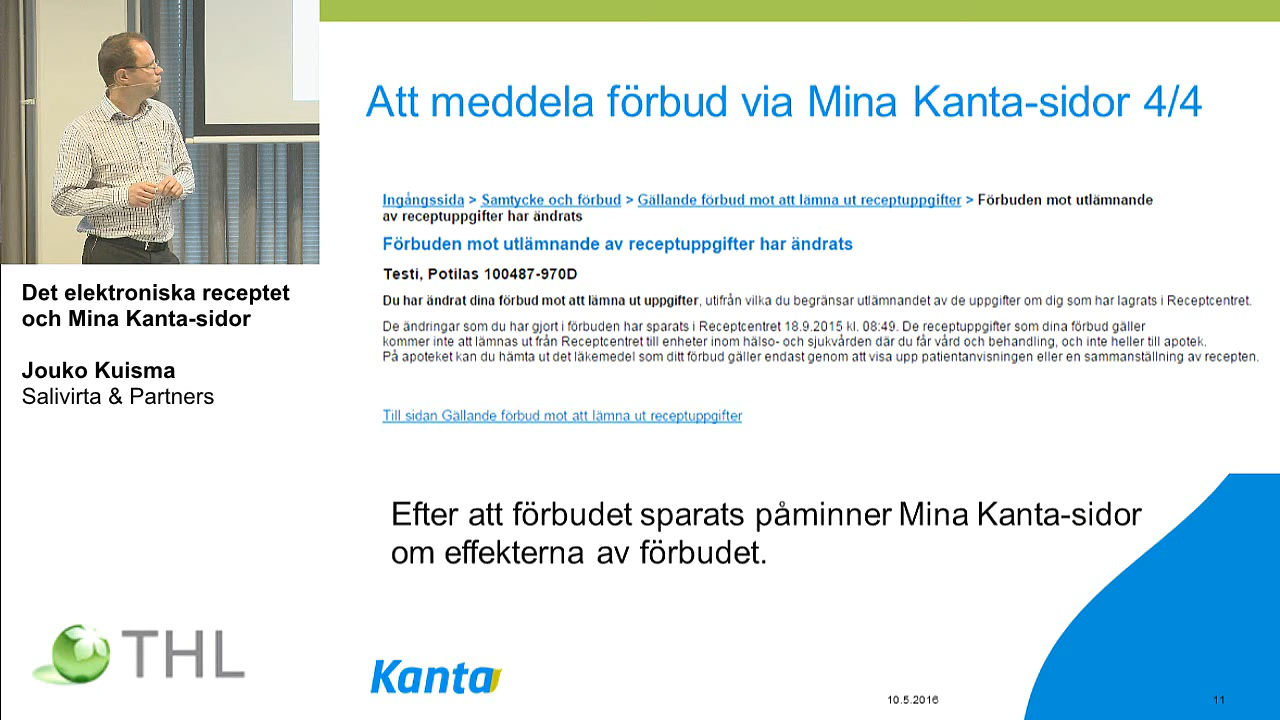 Att meddela förbud via Mina Kanta-sidor 4/4
Ingångssida > Samtycke och förbud > Gällande förbud mot att lämna ut receptuppgifter > Förbuden mot utlämnande
av receptuppgifter har ändrats
Förbuden mot utlämnande av receptuppgifter har ändrats
Testi, Potilas 100487-970D
Du har ändrat dina förbud mot att lämna ut uppgifter, utifrån vilka du begränsar utlämnandet av de uppgifter om dig som har lagrats i Receptcentret.
De ändringar som du har gjort i förbuden har sparats i Receptcentret 18.9.2015 kl. 08:49. De receptuppgifter som dina förbud gäller
kommer inte att lämnas ut från Receptcentret till enheter inom hälso- och sjukvården där du får vård och behandling, och inte heller till apotek.
På apoteket kan du hämta ut det läkemedel som ditt förbud gäller endast genom att visa upp patientanvisningen eller en sammanställning av recepten.
Till sidan Gällande förbud mot att lämna ut receptuppgifter
Efter att förbudet sparats påminner Mina Kanta-sidor
om effekterna av förbudet.
Det elektroniska receptet
och Mina Kanta-sidor
Jouko Kuisma
Salivirta & Partners
THL
Kanta
10.5.2016
11